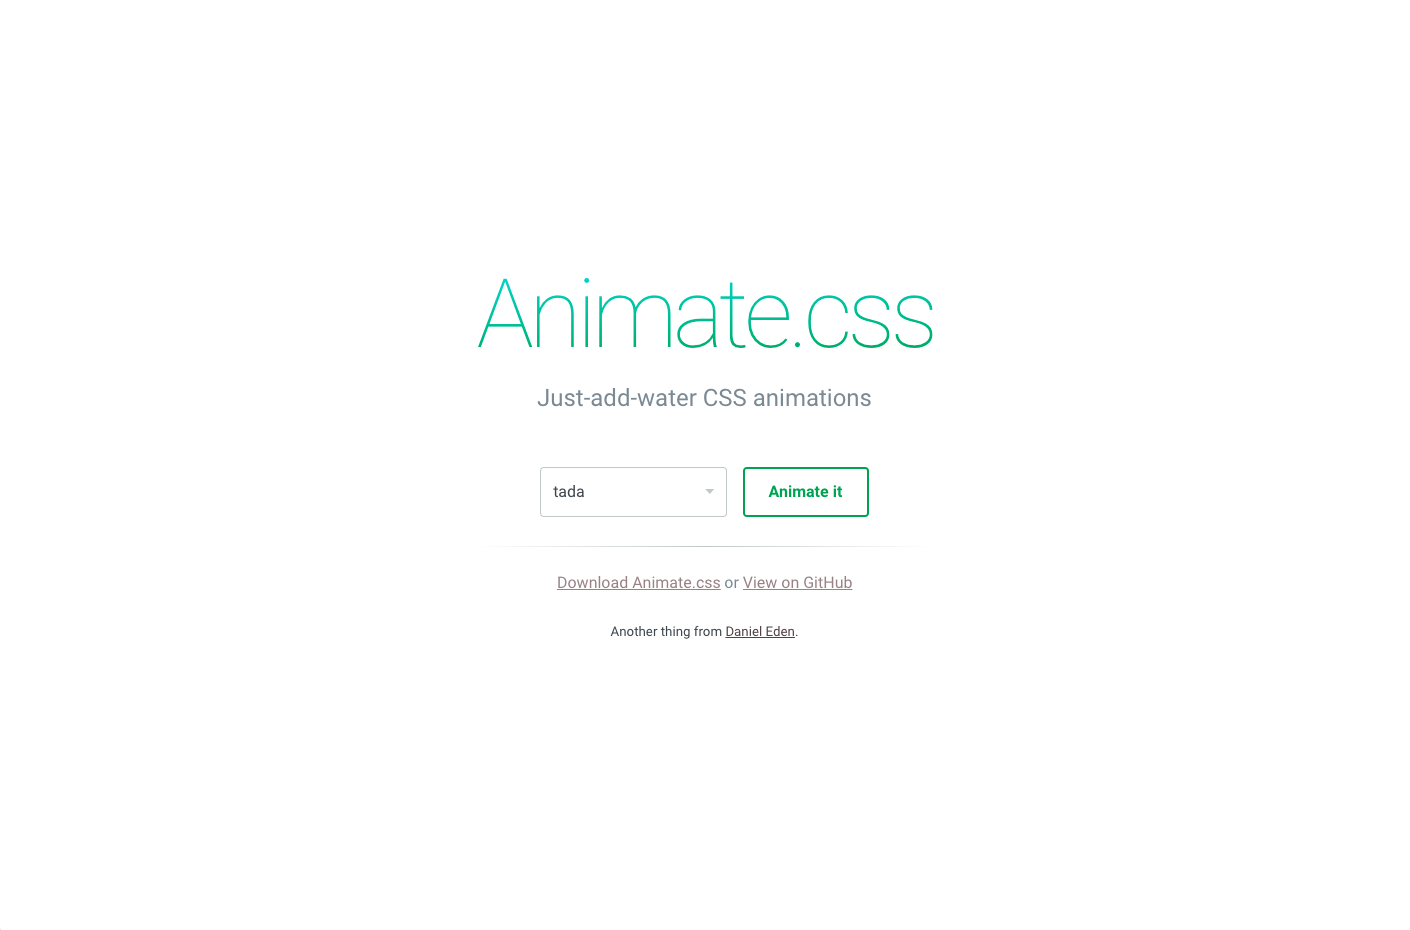 Animate.css
Just-add-water CSS animations
tada
Animate it
Download Animate.css or View on GitHub
Another thing from Daniel Eden.